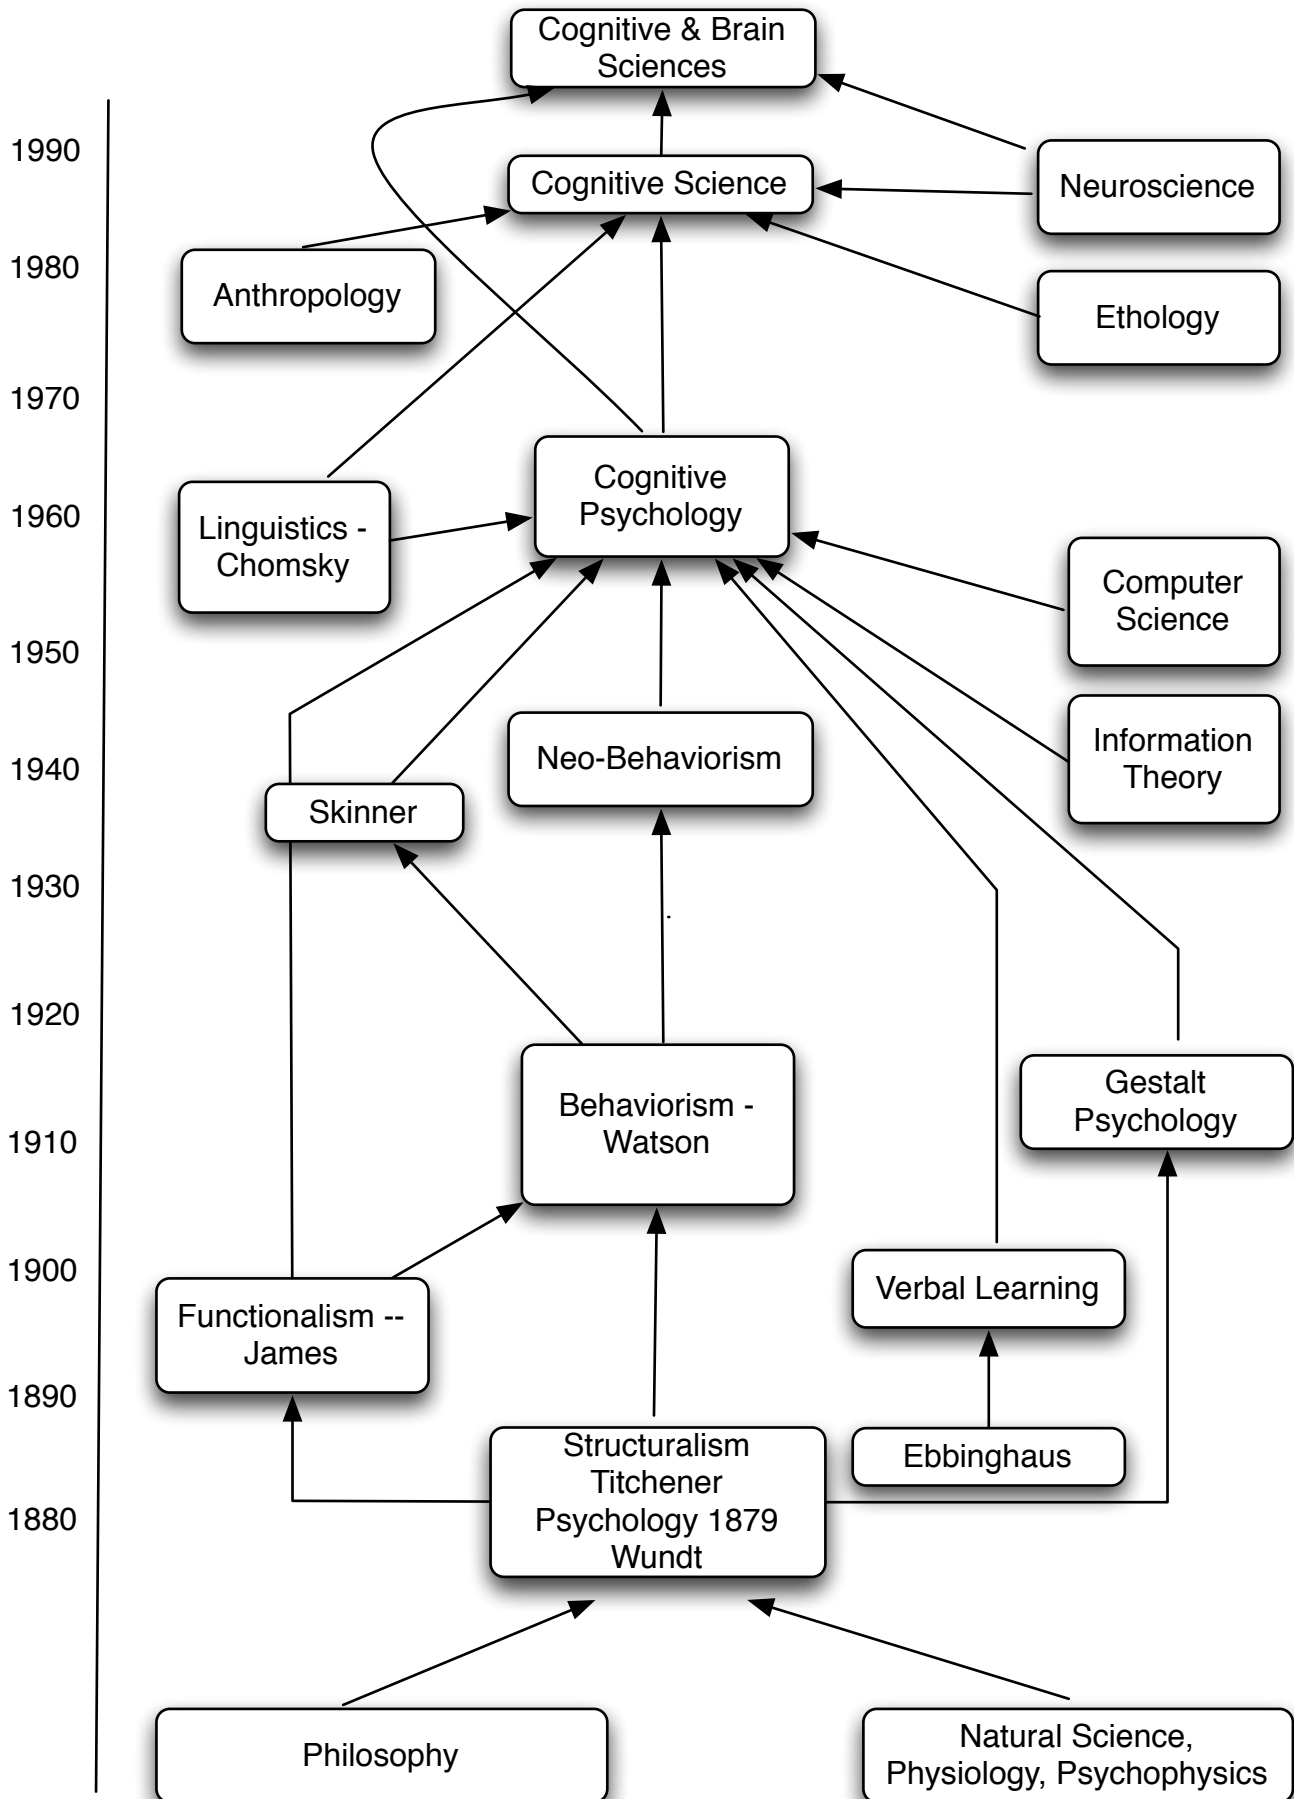 Cognitive & Brain
Sciences
1990
Cognitive Science
Neuroscience
1980
Anthropology
Ethology
1970
Cognitive
Psychology
1960
Linguistics -
Chomsky
Computer
Science
1950
Information
Theory
Neo-Behaviorism
1940
Skinner
1930
1920
Behaviorism -
Watson
Gestalt
Psychology
1910
1900
Verbal Learning
Functionalism --
James
1890
Structuralism
Titchener
Psychology 1879
Wundt
Ebbinghaus
1880
Philosophy
Natural Science,
Physiology, Psychophysics